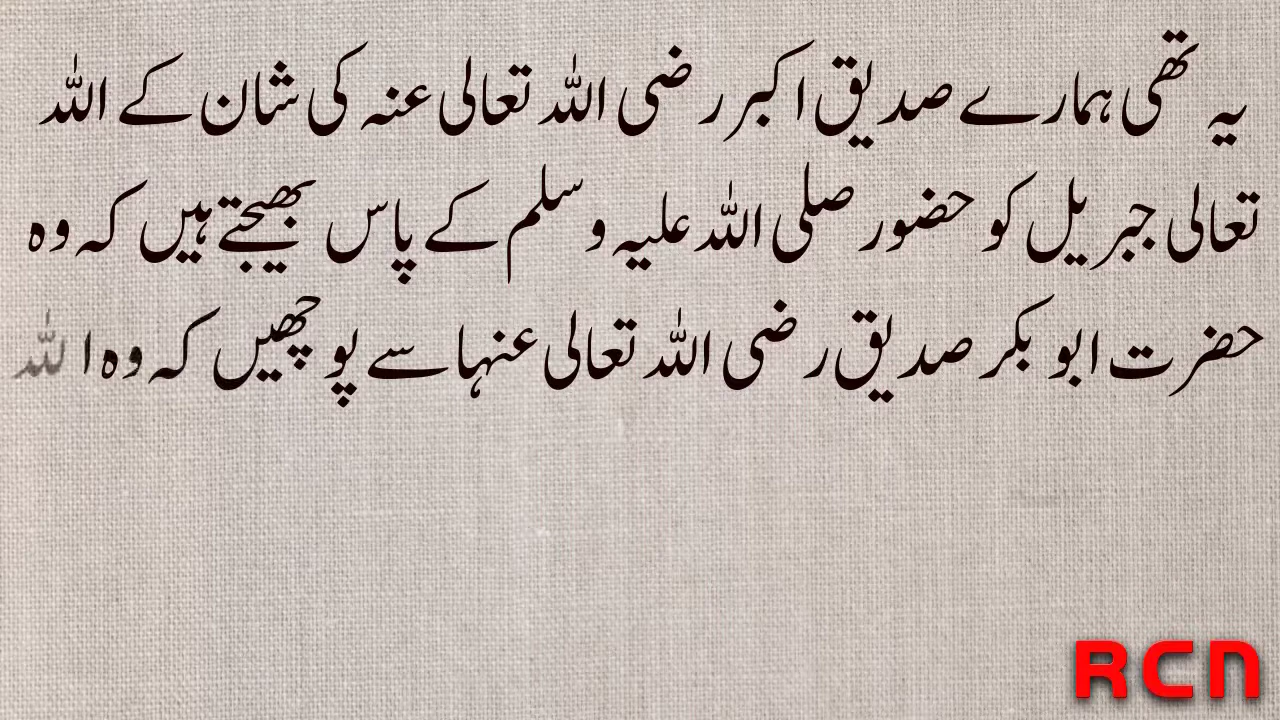 یہ تھی ہمارے صدیق اکبر رضی اللہ تعالی عنہ کی شان کے اللہ
تعالی جبریل کو حضور صلی اللہ علیہ وسلم کے پاس بھیجتے ہیں کہ وہ
حضرت ابو بکر صدیق رضی اللہ تعالی عنہا سے پوچھیں کہ وہ اللہ
RCN